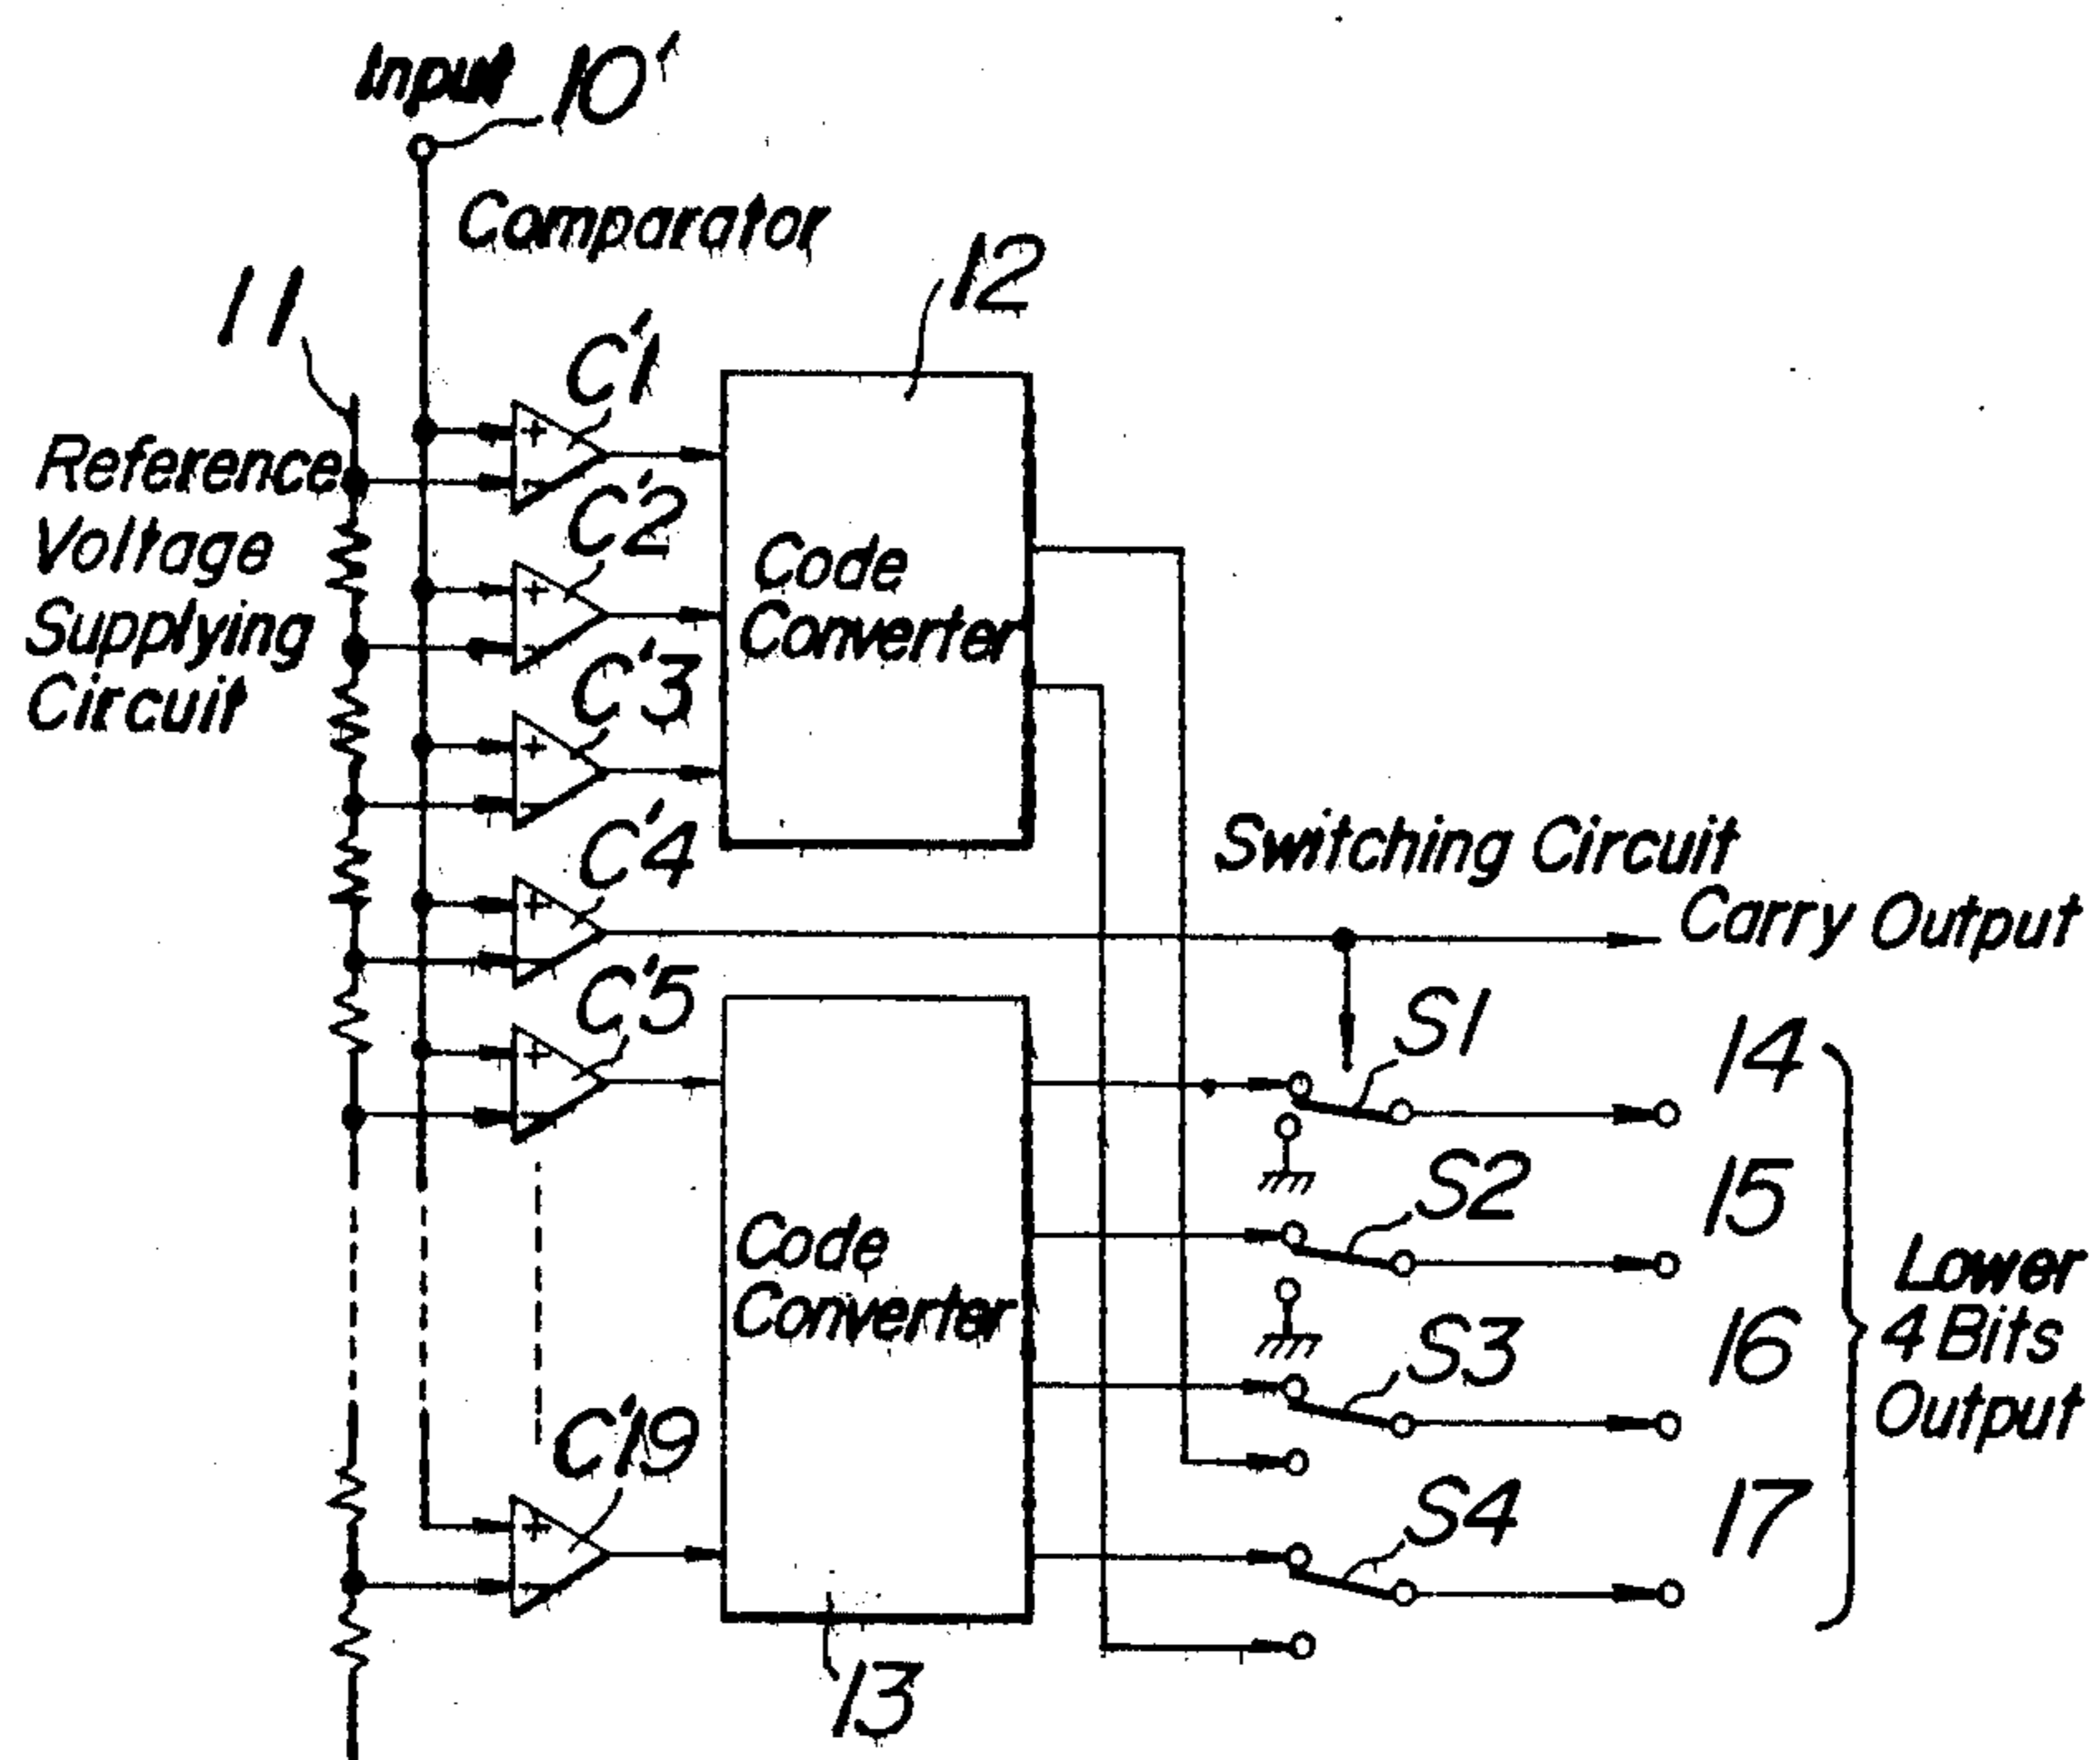 Input 10'
Comparator
11
12
C'1
Reference
Voltage
Supplying
Circuit
C'2
Code
Converter
C'3
C'4
Switching Circuit
Carry Output
C'5
S1
14
S2
15
Code
Converter
Lower
4 Bits
Output
S3
16
C'19
S4
17
13
+
−
+
−
+
−
+
−
+
−
+
−